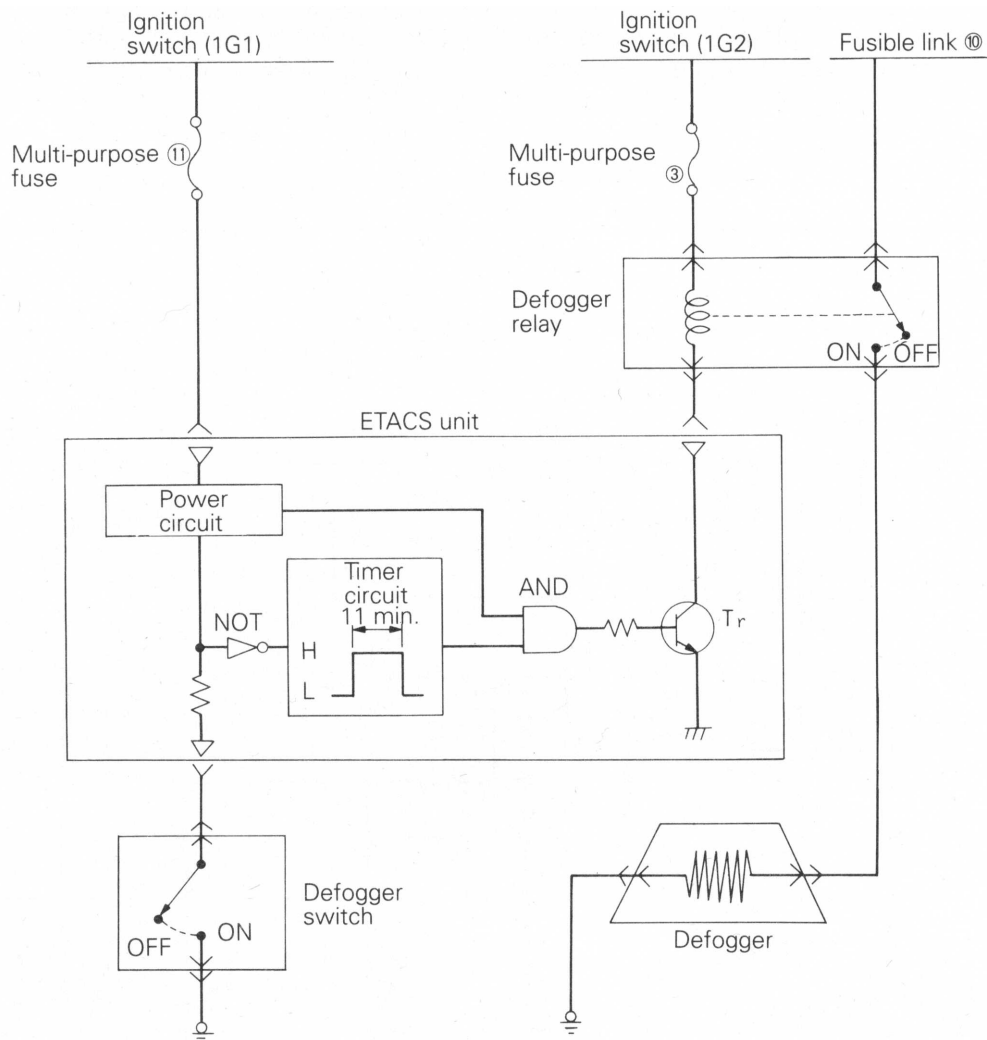 Ignition
switch (1G1)
Ignition
switch (1G2)
Fusible link ⑩
Multi-purpose ⑪
fuse
Multi-purpose
fuse ③
Defogger
relay
ON OFF
ETACS unit
Power
circuit
Timer
circuit
11 min.
AND
NOT
H
L
Tr
Defogger
switch
OFF ON
Defogger